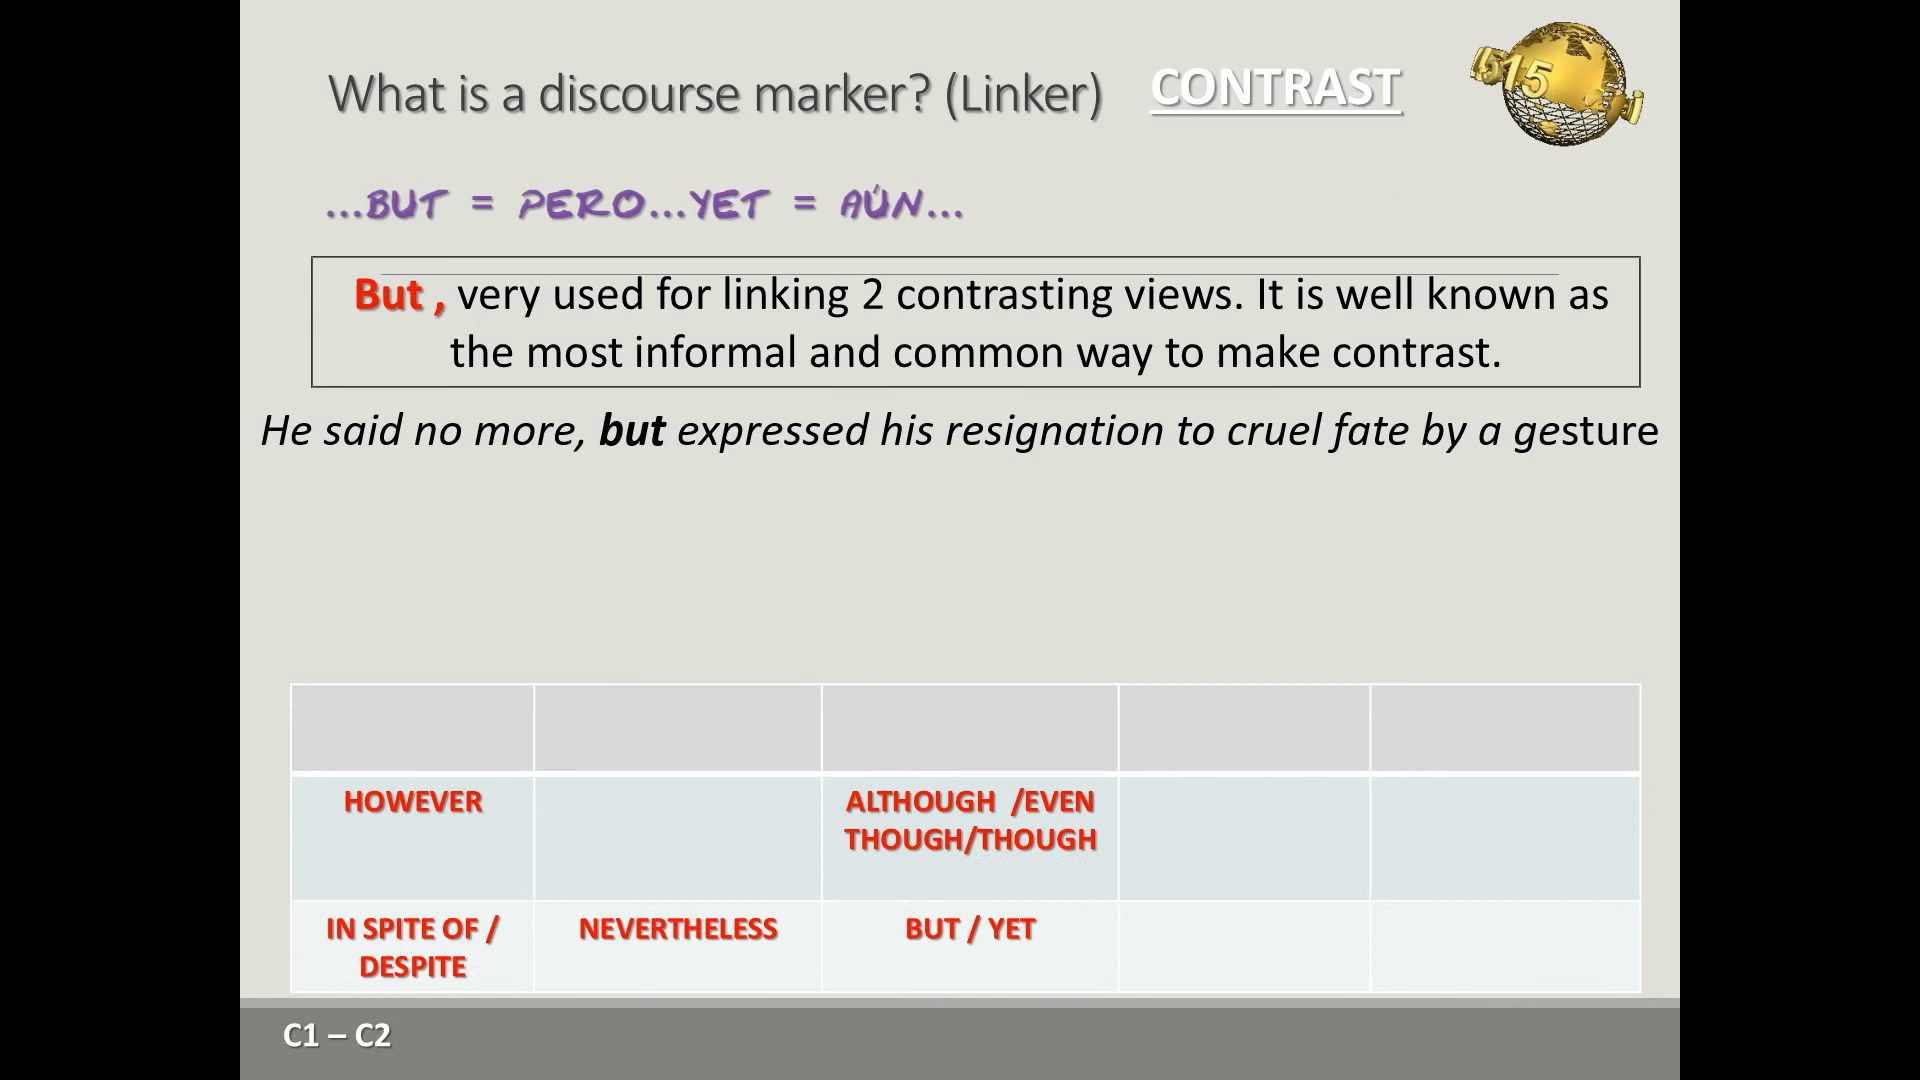 What is a discourse marker? (Linker) CONTRAST
515
...BUT = PERO...YET = AÚN...
But , very used for linking 2 contrasting views. It is well known as
the most informal and common way to make contrast.
He said no more, but expressed his resignation to cruel fate by a gesture
HOWEVER
ALTHOUGH /EVEN
THOUGH/THOUGH
IN SPITE OF /
DESPITE
NEVERTHELESS
BUT / YET
C1 – C2